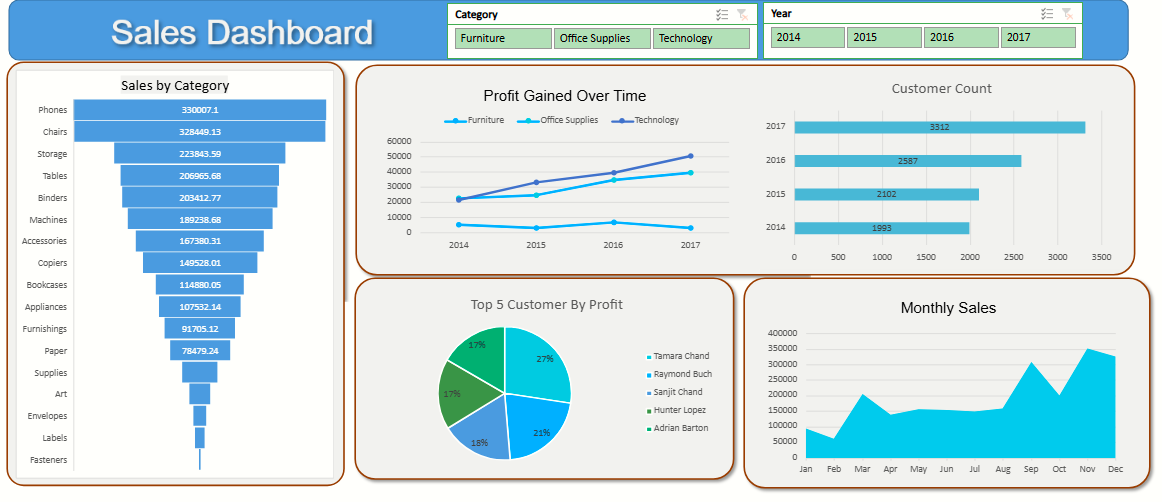 Sales Dashboard
Category
Furniture Office Supplies Technology
Year
2014 2015 2016 2017
Sales by Category
Phones 330007.1
Chairs 328449.13
Storage 223843.59
Tables 206965.68
Binders 203412.77
Machines 189238.68
Accessories 167380.31
Copiers 149528.01
Bookcases 114880.05
Appliances 107532.14
Furnishings 91705.12
Paper 78479.24
Supplies
Art
Envelopes
Labels
Fasteners
Profit Gained Over Time
Furniture Office Supplies Technology
60000
50000
40000
30000
20000
10000
0
2014 2015 2016 2017
Customer Count
2017 3312
2016 2587
2015 2102
2014 1993
0 500 1000 1500 2000 2500 3000 3500
Top 5 Customer By Profit
27%
21%
18%
17%
17%
Tamara Chand
Raymond Buch
Sanjit Chand
Hunter Lopez
Adrian Barton
Monthly Sales
400000
350000
300000
250000
200000
150000
100000
50000
0
Jan Feb Mar Apr May Jun Jul Aug Sep Oct Nov Dec